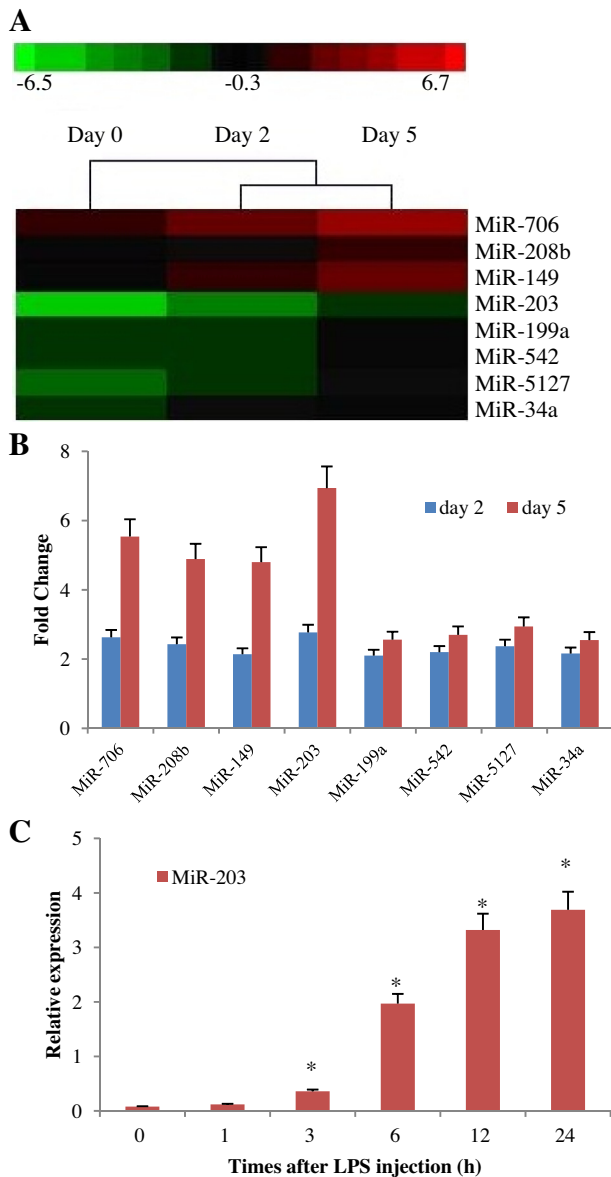 A
-6.5 -0.3 6.7
Day 0 Day 2 Day 5
MiR-706
MiR-208b
MiR-149
MiR-203
MiR-199a
MiR-542
MiR-5127
MiR-34a
B
8
6
4
2
0
Fold Change
day 2 day 5
MiR-706 MiR-208b MiR-149 MiR-203 MiR-199a MiR-542 MiR-5127 MiR-34a
C
5
4
3
2
1
0
Relative expression
MiR-203
* * * *
0 1 3 6 12 24
Times after LPS injection (h)